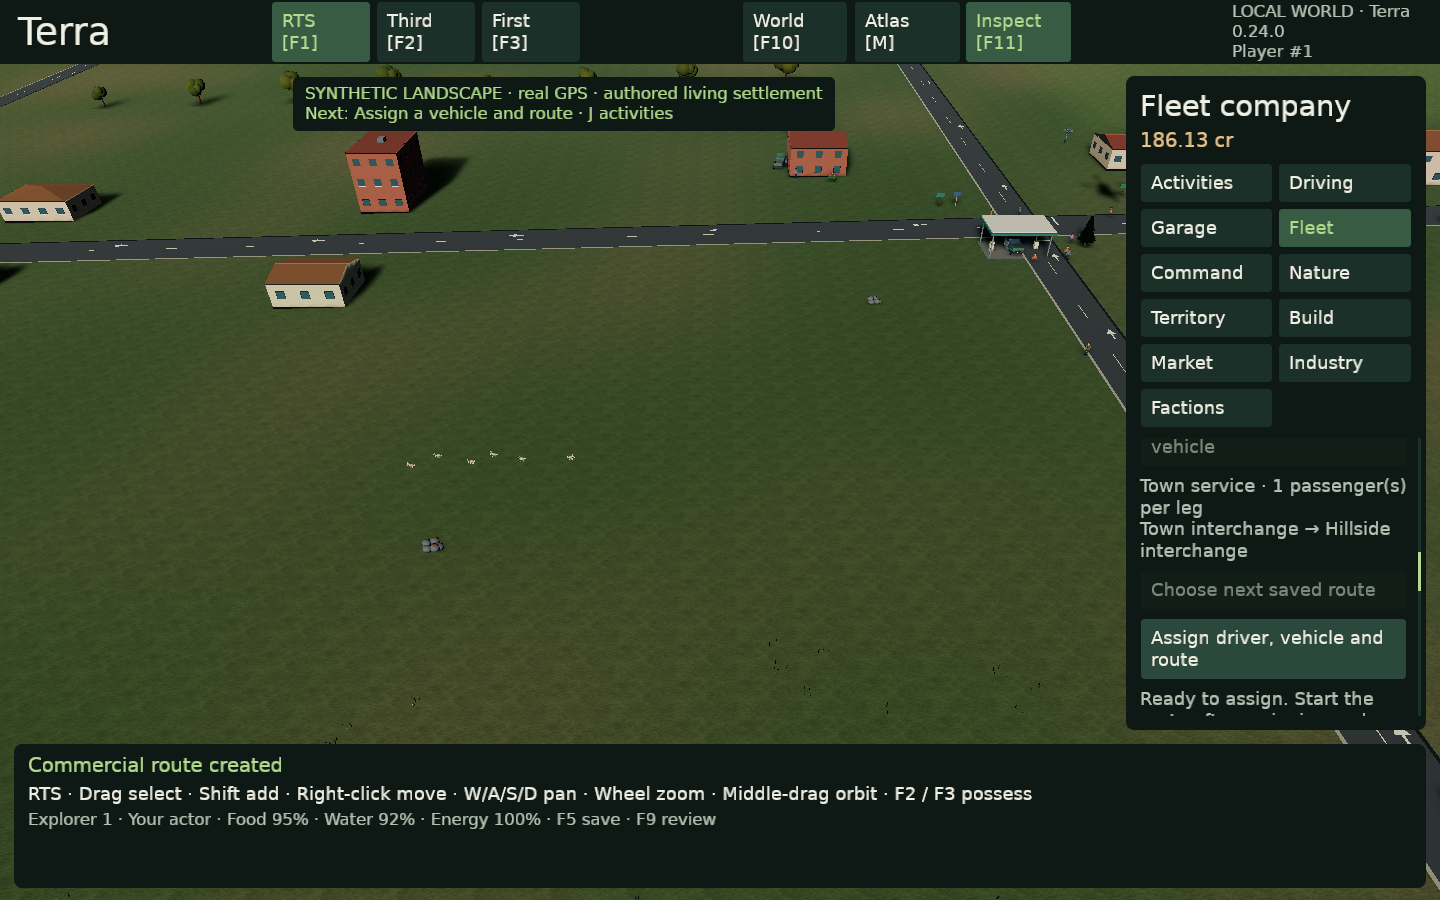 Terra
RTS
[F1]
Third
[F2]
First
[F3]
World
[F10]
Atlas
[M]
Inspect
[F11]
LOCAL WORLD · Terra
0.24.0
Player #1
SYNTHETIC LANDSCAPE · real GPS · authored living settlement
Next: Assign a vehicle and route · J activities
Fleet company
186.13 cr
Activities
Driving
Garage
Fleet
Command
Nature
Territory
Build
Market
Industry
Factions
vehicle
Town service · 1 passenger(s)
per leg
Town interchange → Hillside
interchange
Choose next saved route
Assign driver, vehicle and
route
Ready to assign. Start the
Commercial route created
RTS · Drag select · Shift add · Right-click move · W/A/S/D pan · Wheel zoom · Middle-drag orbit · F2 / F3 possess
Explorer 1 · Your actor · Food 95% · Water 92% · Energy 100% · F5 save · F9 review